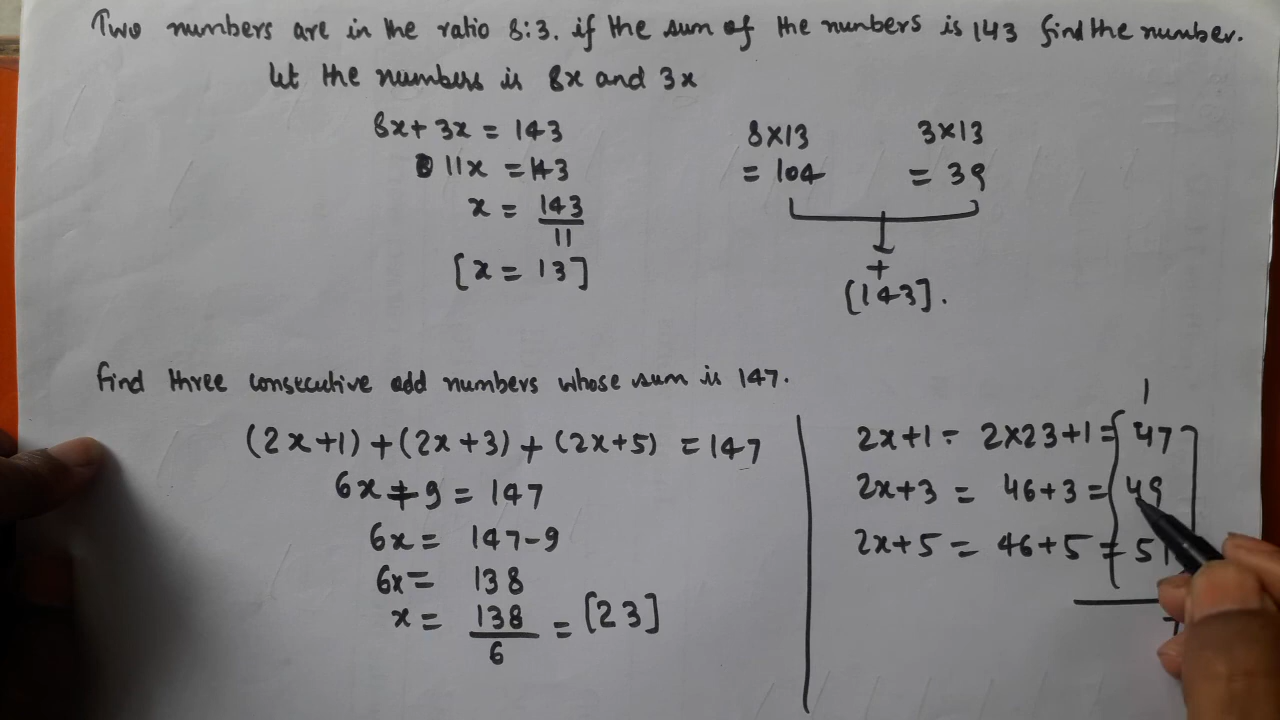 Two numbers are in the ratio 8:3. if the sum of the numbers is 143 find the number.
let the numbers is 8x and 3x
8x + 3x = 143
11x = 143
x = 143/11
[x = 13]
8×13
= 104
3×13
= 39
+
[143].
find three consecutive odd numbers whose sum is 147.
(2x+1) + (2x+3) + (2x+5) = 147
6x + 9 = 147
6x = 147-9
6x = 138
x = 138/6 = [23]
1
2x+1 = 2×23+1 = 47
2x+3 = 46+3 = 49
2x+5 = 46+5 = 51
7